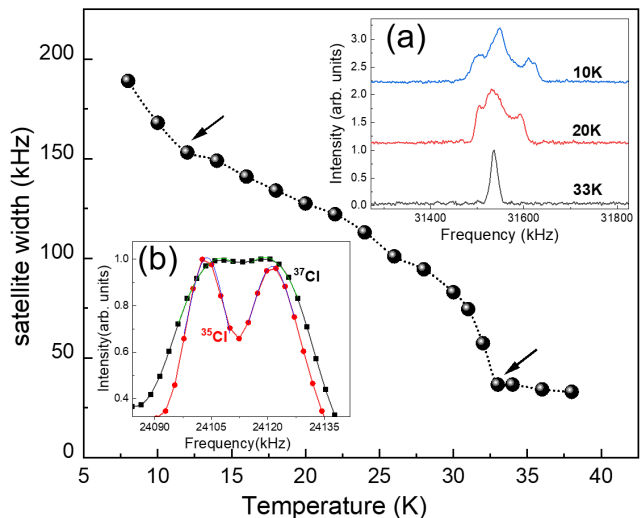 satellite width (kHz)
200
150
100
50
0
5
10
15
20
25
30
35
40
Temperature (K)
(a)
Intensity (arb. units)
3.0
2.5
2.0
1.5
1.0
0.5
0.0
10K
20K
33K
31400
31600
31800
Frequency (kHz)
(b)
Intensity(arb. units)
1.0
0.8
0.6
0.4
³⁷Cl
³⁵Cl
24090
24105
24120
24135
Frequency(kHz)